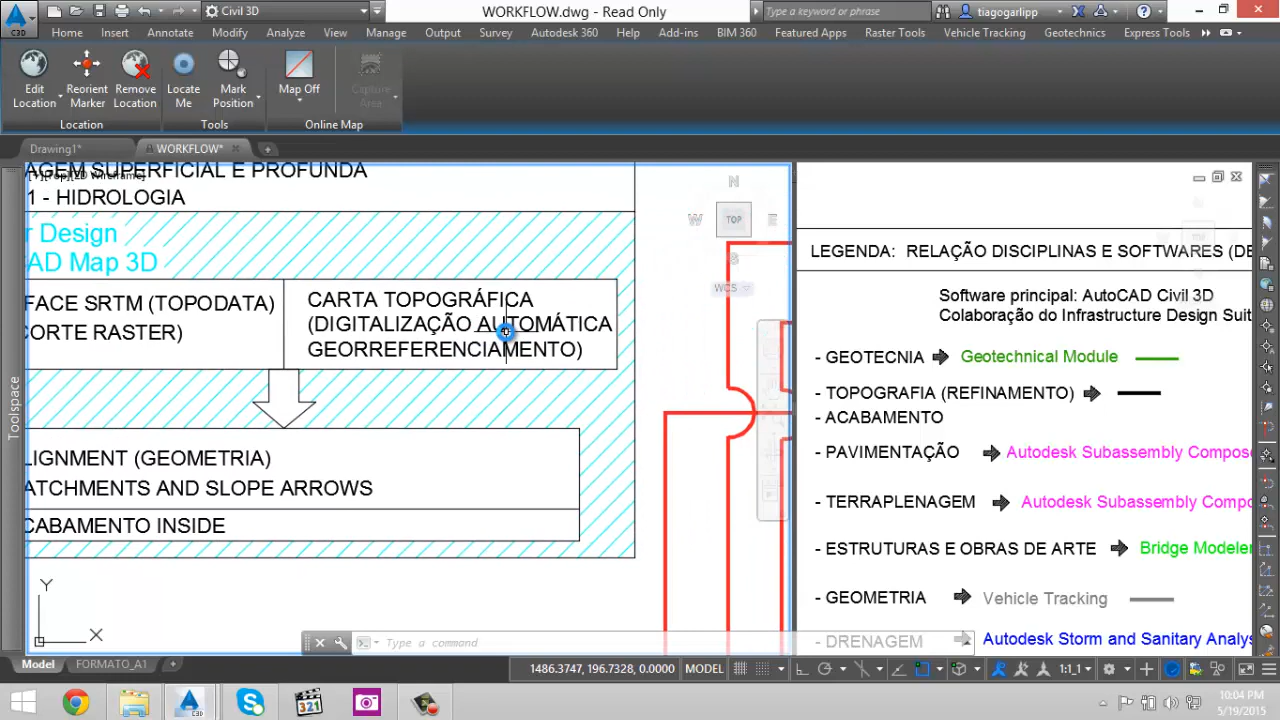 Civil 3D
WORKFLOW.dwg - Read Only
Type a keyword or phrase
tiagogarlipp
C3D
Home Insert Annotate Modify Analyze View Manage Output Survey Autodesk 360 Help Add-ins BIM 360 Featured Apps Raster Tools Vehicle Tracking Geotechnics Express Tools
Edit Location
Reorient Marker
Remove Location
Locate Me
Mark Position
Map Off
Capture Area
Location Tools Online Map
Drawing1* WORKFLOW*
AGEM SUPERFICIAL E PROFUNDA
1 - HIDROLOGIA
r Design
CAD Map 3D
FACE SRTM (TOPODATA)
CORTE RASTER)
CARTA TOPOGRÁFICA
(DIGITALIZAÇÃO AUTOMÁTICA
GEORREFERENCIAMENTO)
LIGNMENT (GEOMETRIA)
ATCHMENTS AND SLOPE ARROWS
CABAMENTO INSIDE
N
W TOP E
S
WCS
Toolspace
Y
X
LEGENDA: RELAÇÃO DISCIPLINAS E SOFTWARES (DE
Software principal: AutoCAD Civil 3D
Colaboração do Infrastructure Design Suit
- GEOTECNIA Geotechnical Module
- TOPOGRAFIA (REFINAMENTO)
- ACABAMENTO
- PAVIMENTAÇÃO Autodesk Subassembly Compose
- TERRAPLENAGEM Autodesk Subassembly Compo
- ESTRUTURAS E OBRAS DE ARTE Bridge Modeler
- GEOMETRIA Vehicle Tracking
- DRENAGEM Autodesk Storm and Sanitary Analys
Type a command
Model FORMATO_A1
1486.3747, 196.7328, 0.0000 MODEL 1:1
10:04 PM
5/19/2015